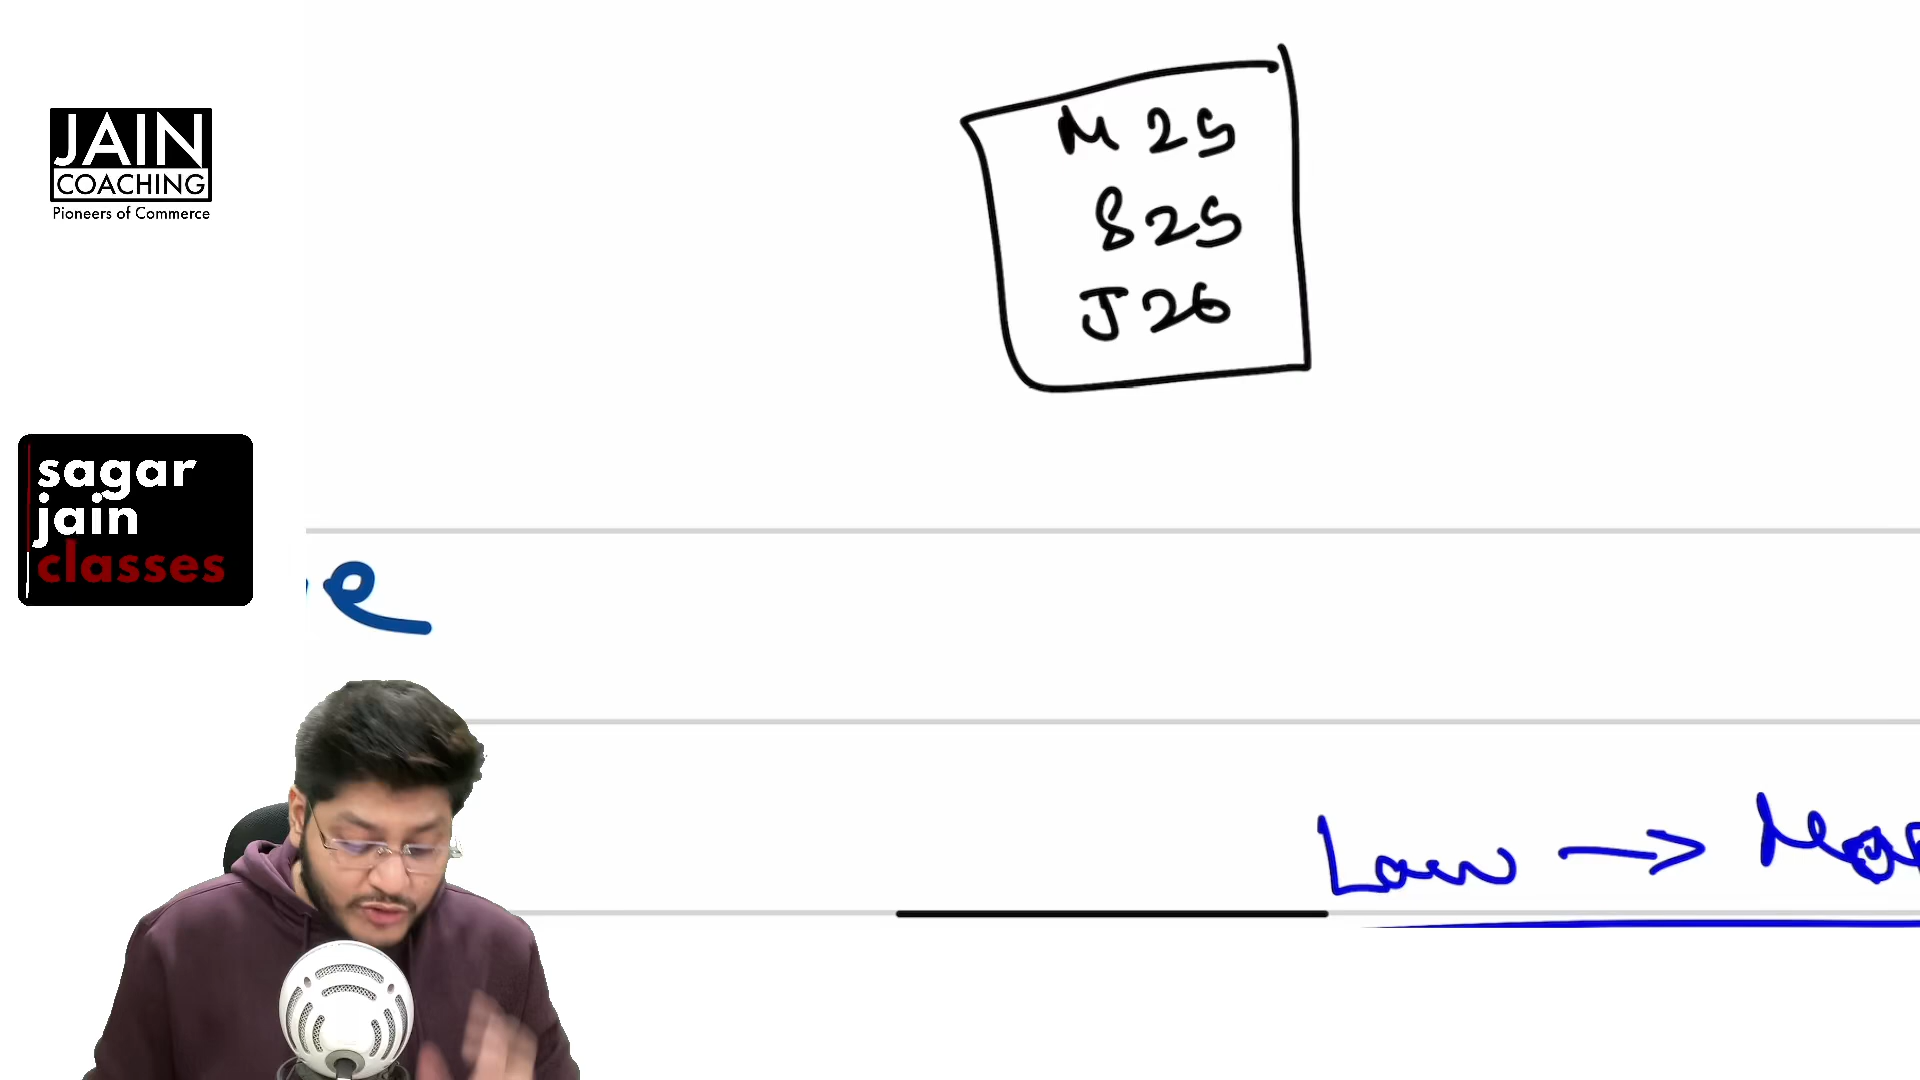 JAIN
COACHING
Pioneers of Commerce
M 25
S 25
J 26
sagar
jain
classes
e
Law →